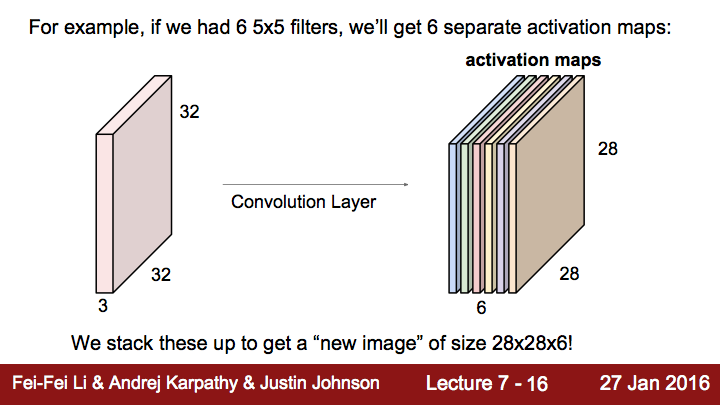 For example, if we had 6 5x5 filters, we’ll get 6 separate activation maps:
activation maps
32
28
Convolution Layer
32
28
3
6
We stack these up to get a “new image” of size 28x28x6!
Fei-Fei Li & Andrej Karpathy & Justin Johnson Lecture 7 - 16 27 Jan 2016